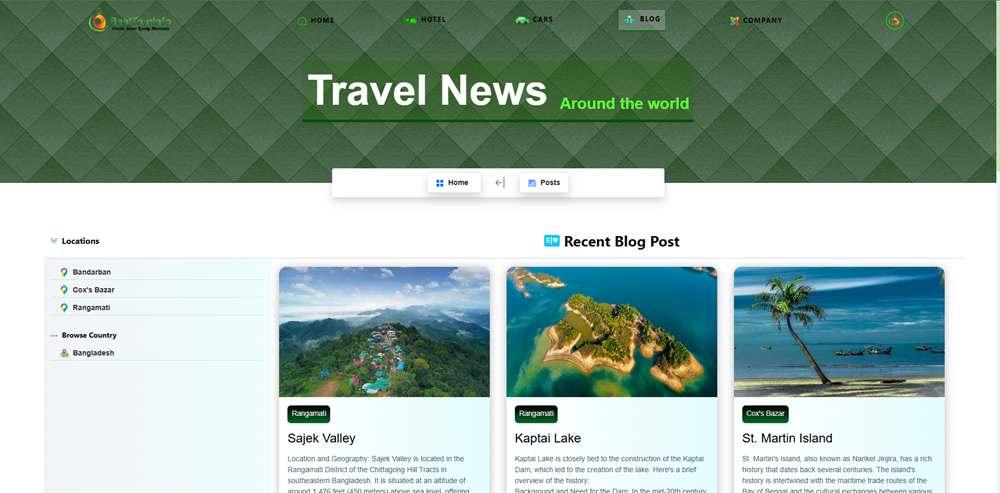 HOME
HOTEL
CARS
BLOG
COMPANY
Travel News Around the world
Home
Posts
Locations
Bandarban
Cox's Bazar
Rangamati
Browse Country
Bangladesh
Recent Blog Post
Rangamati
Sajek Valley
Location and Geography: Sajek Valley is located in the
Rangamati District of the Chittagong Hill Tracts in
southeastern Bangladesh. It is situated at an altitude of
around 1,476 feet (450 meters) above sea level, offering
Rangamati
Kaptai Lake
Kaptai Lake is closely tied to the construction of the Kaptai
Dam, which led to the creation of the lake. Here's a brief
overview of the history:
Background and Need for the Dam: In the mid-20th century,
Cox's Bazar
St. Martin Island
St. Martin's Island, also known as Narikel Jinjira, has a rich
history that dates back several centuries. The island's
history is intertwined with the maritime trade routes of the
Bay of Bengal and the cultural exchanges between various